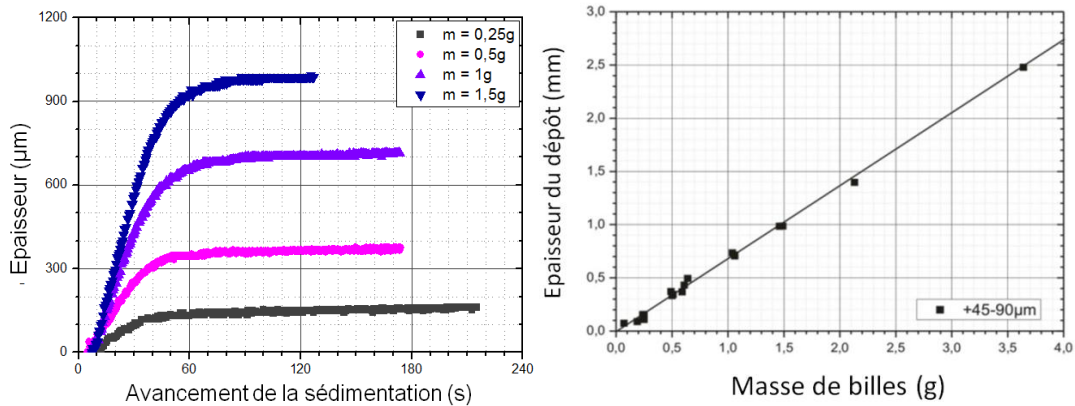 1200
900
600
300
0
Epaisseur (µm)
m = 0,25g
m = 0,5g
m = 1g
m = 1,5g
0 60 120 180 240
Avancement de la sédimentation (s)
3,0
2,5
2,0
1,5
1,0
0,5
0,0
Epaisseur du dépôt (mm)
+45-90µm
0,0 0,5 1,0 1,5 2,0 2,5 3,0 3,5 4,0
Masse de billes (g)